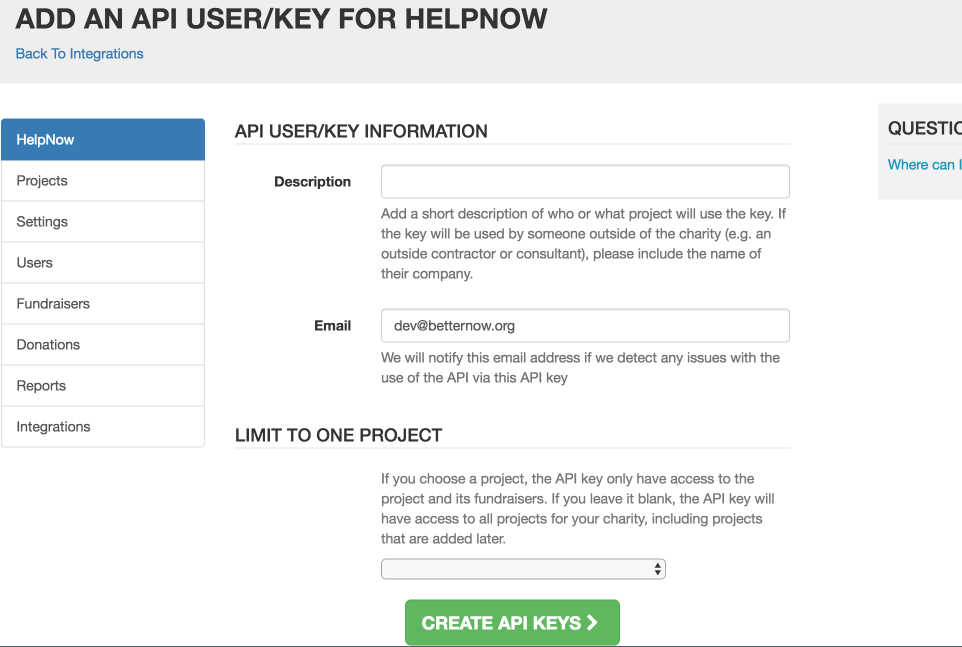 ADD AN API USER/KEY FOR HELPNOW
Back To Integrations
HelpNow
Projects
Settings
Users
Fundraisers
Donations
Reports
Integrations
API USER/KEY INFORMATION
Description
Add a short description of who or what project will use the key. If
the key will be used by someone outside of the charity (e.g. an
outside contractor or consultant), please include the name of
their company.
Email
dev@betternow.org
We will notify this email address if we detect any issues with the
use of the API via this API key
LIMIT TO ONE PROJECT
If you choose a project, the API key only have access to the
project and its fundraisers. If you leave it blank, the API key will
have access to all projects for your charity, including projects
that are added later.
CREATE API KEYS
Where can I